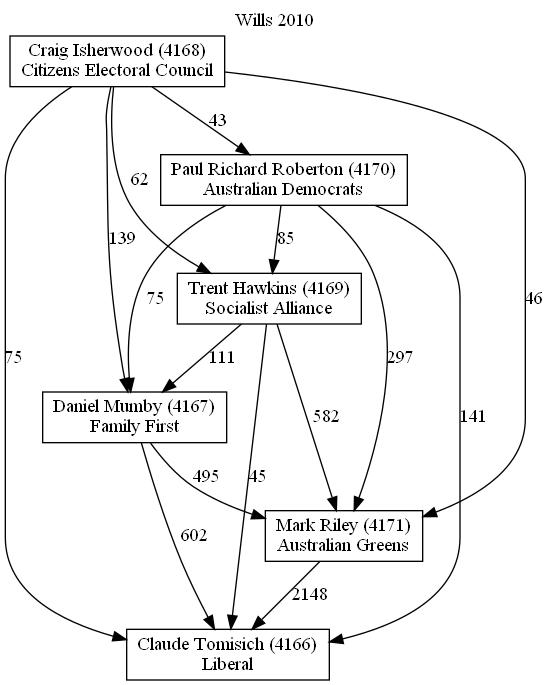 Wills 2010
Craig Isherwood (4168)
Citizens Electoral Council
43
Paul Richard Roberton (4170)
Australian Democrats
62
139
85
Trent Hawkins (4169)
Socialist Alliance
75
46
75
111
297
Daniel Mumby (4167)
Family First
582
141
495
45
Mark Riley (4171)
Australian Greens
602
2148
Claude Tomisich (4166)
Liberal